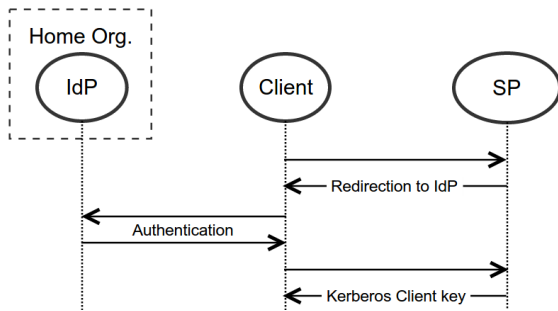 Home Org.
IdP
Client
SP
Redirection to IdP
Authentication
Kerberos Client key